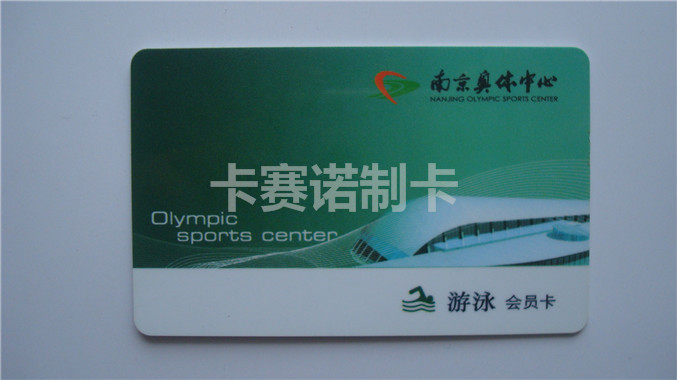 南京奥体中心
NANJING OLYMPIC SPORTS CENTER
卡赛诺制卡
Olympic
sports center
游泳 会员卡